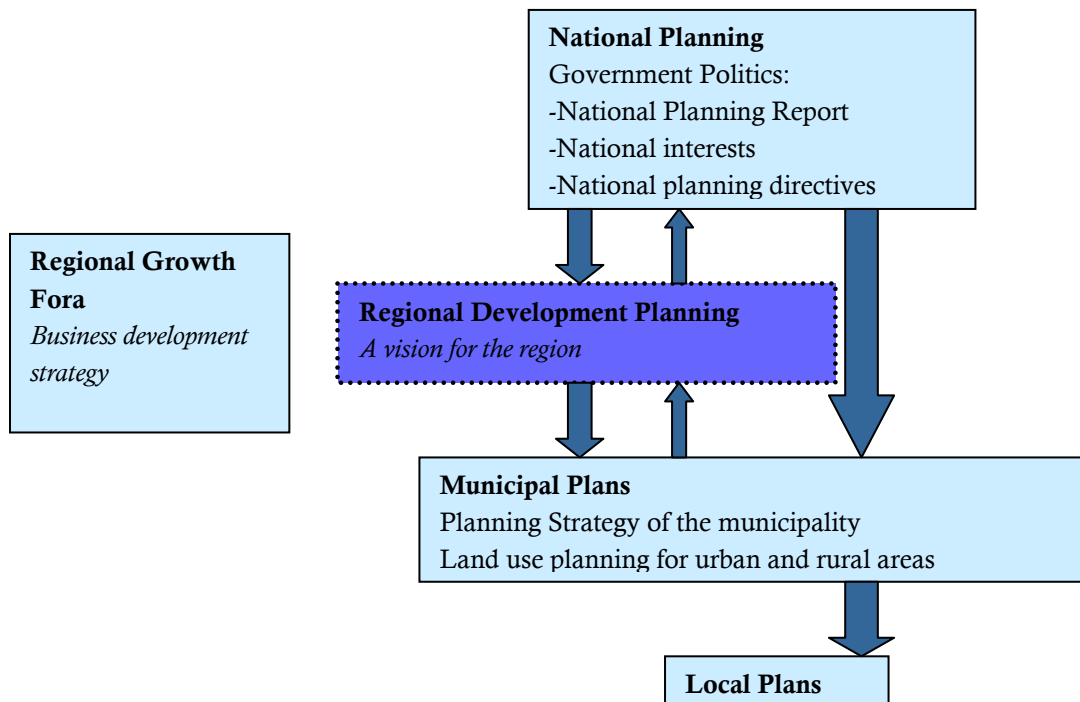 National Planning
Government Politics:
-National Planning Report
-National interests
-National planning directives
Regional Growth
Fora
Business development
strategy
Regional Development Planning
A vision for the region
Municipal Plans
Planning Strategy of the municipality
Land use planning for urban and rural areas
Local Plans